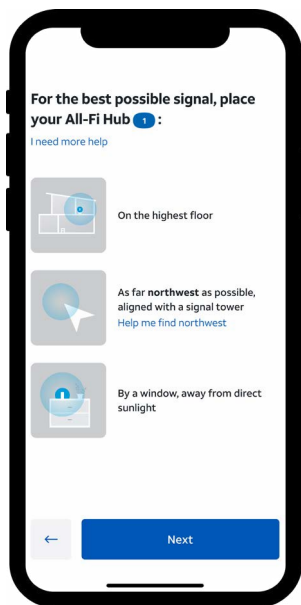 For the best possible signal, place
your All-Fi Hub 1 :
I need more help
On the highest floor
As far northwest as possible,
aligned with a signal tower
Help me find northwest
By a window, away from direct
sunlight
Next